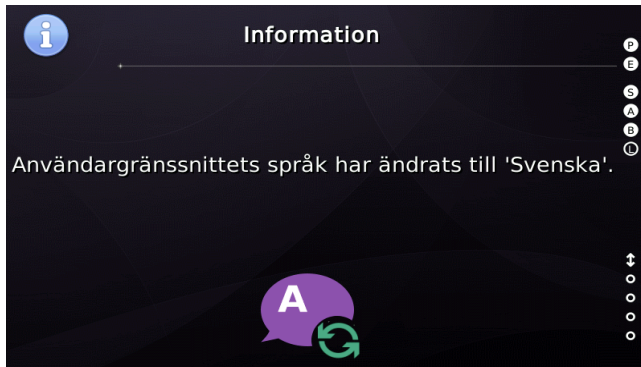 Information
P
E
S
A
B
L
Användargränssnittets språk har ändrats till 'Svenska'.
A